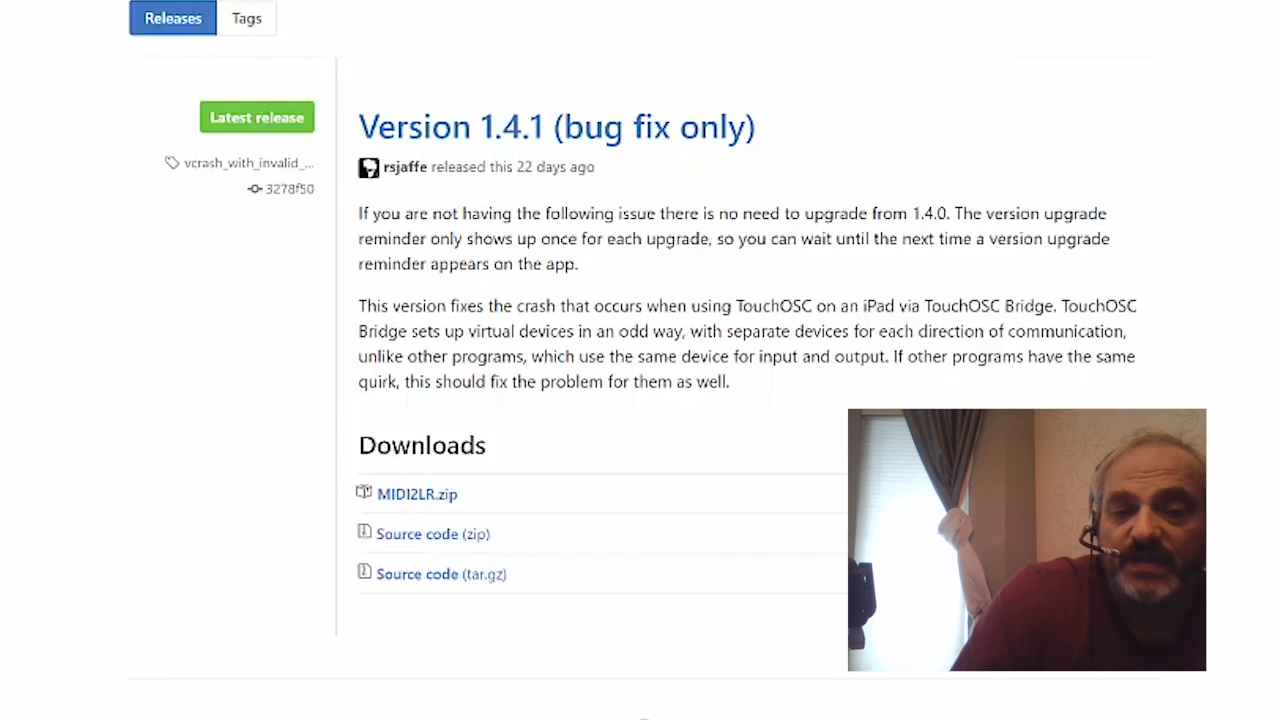 Releases Tags
Latest release
vcrash_with_invalid_...
3278f50
Version 1.4.1 (bug fix only)
rsjaffe released this 22 days ago
If you are not having the following issue there is no need to upgrade from 1.4.0. The version upgrade
reminder only shows up once for each upgrade, so you can wait until the next time a version upgrade
reminder appears on the app.
This version fixes the crash that occurs when using TouchOSC on an iPad via TouchOSC Bridge. TouchOSC
Bridge sets up virtual devices in an odd way, with separate devices for each direction of communication,
unlike other programs, which use the same device for input and output. If other programs have the same
quirk, this should fix the problem for them as well.
Downloads
MIDI2LR.zip
Source code (zip)
Source code (tar.gz)